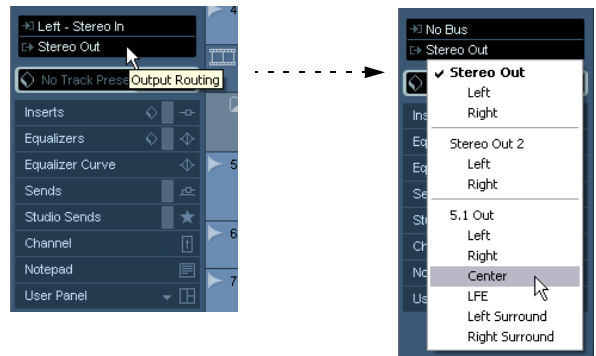 4
Left - Stereo In
Stereo Out
No Track Prese
Output Routing
Inserts
Equalizers
Equalizer Curve
5
Sends
Studio Sends
Channel
6
Notepad
7
User Panel
No Bus
Stereo Out
Stereo Out
Left
Right
Stereo Out 2
Left
Right
5.1 Out
Left
Right
Center
LFE
Left Surround
Right Surround
Ins
Eq
Eq
Se
Stu
Ch
No
Us